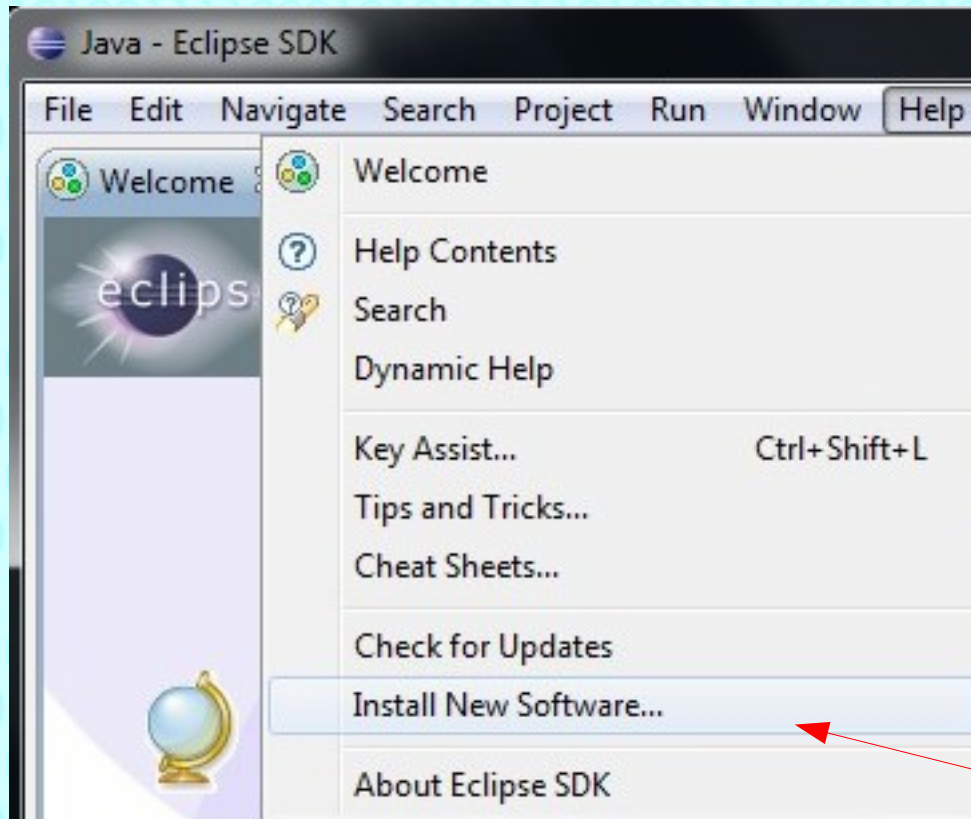 Java - Eclipse SDK
File Edit Navigate Search Project Run Window Help
Welcome
eclips
Welcome
Help Contents
Search
Dynamic Help
Key Assist... Ctrl+Shift+L
Tips and Tricks...
Cheat Sheets...
Check for Updates
Install New Software...
About Eclipse SDK